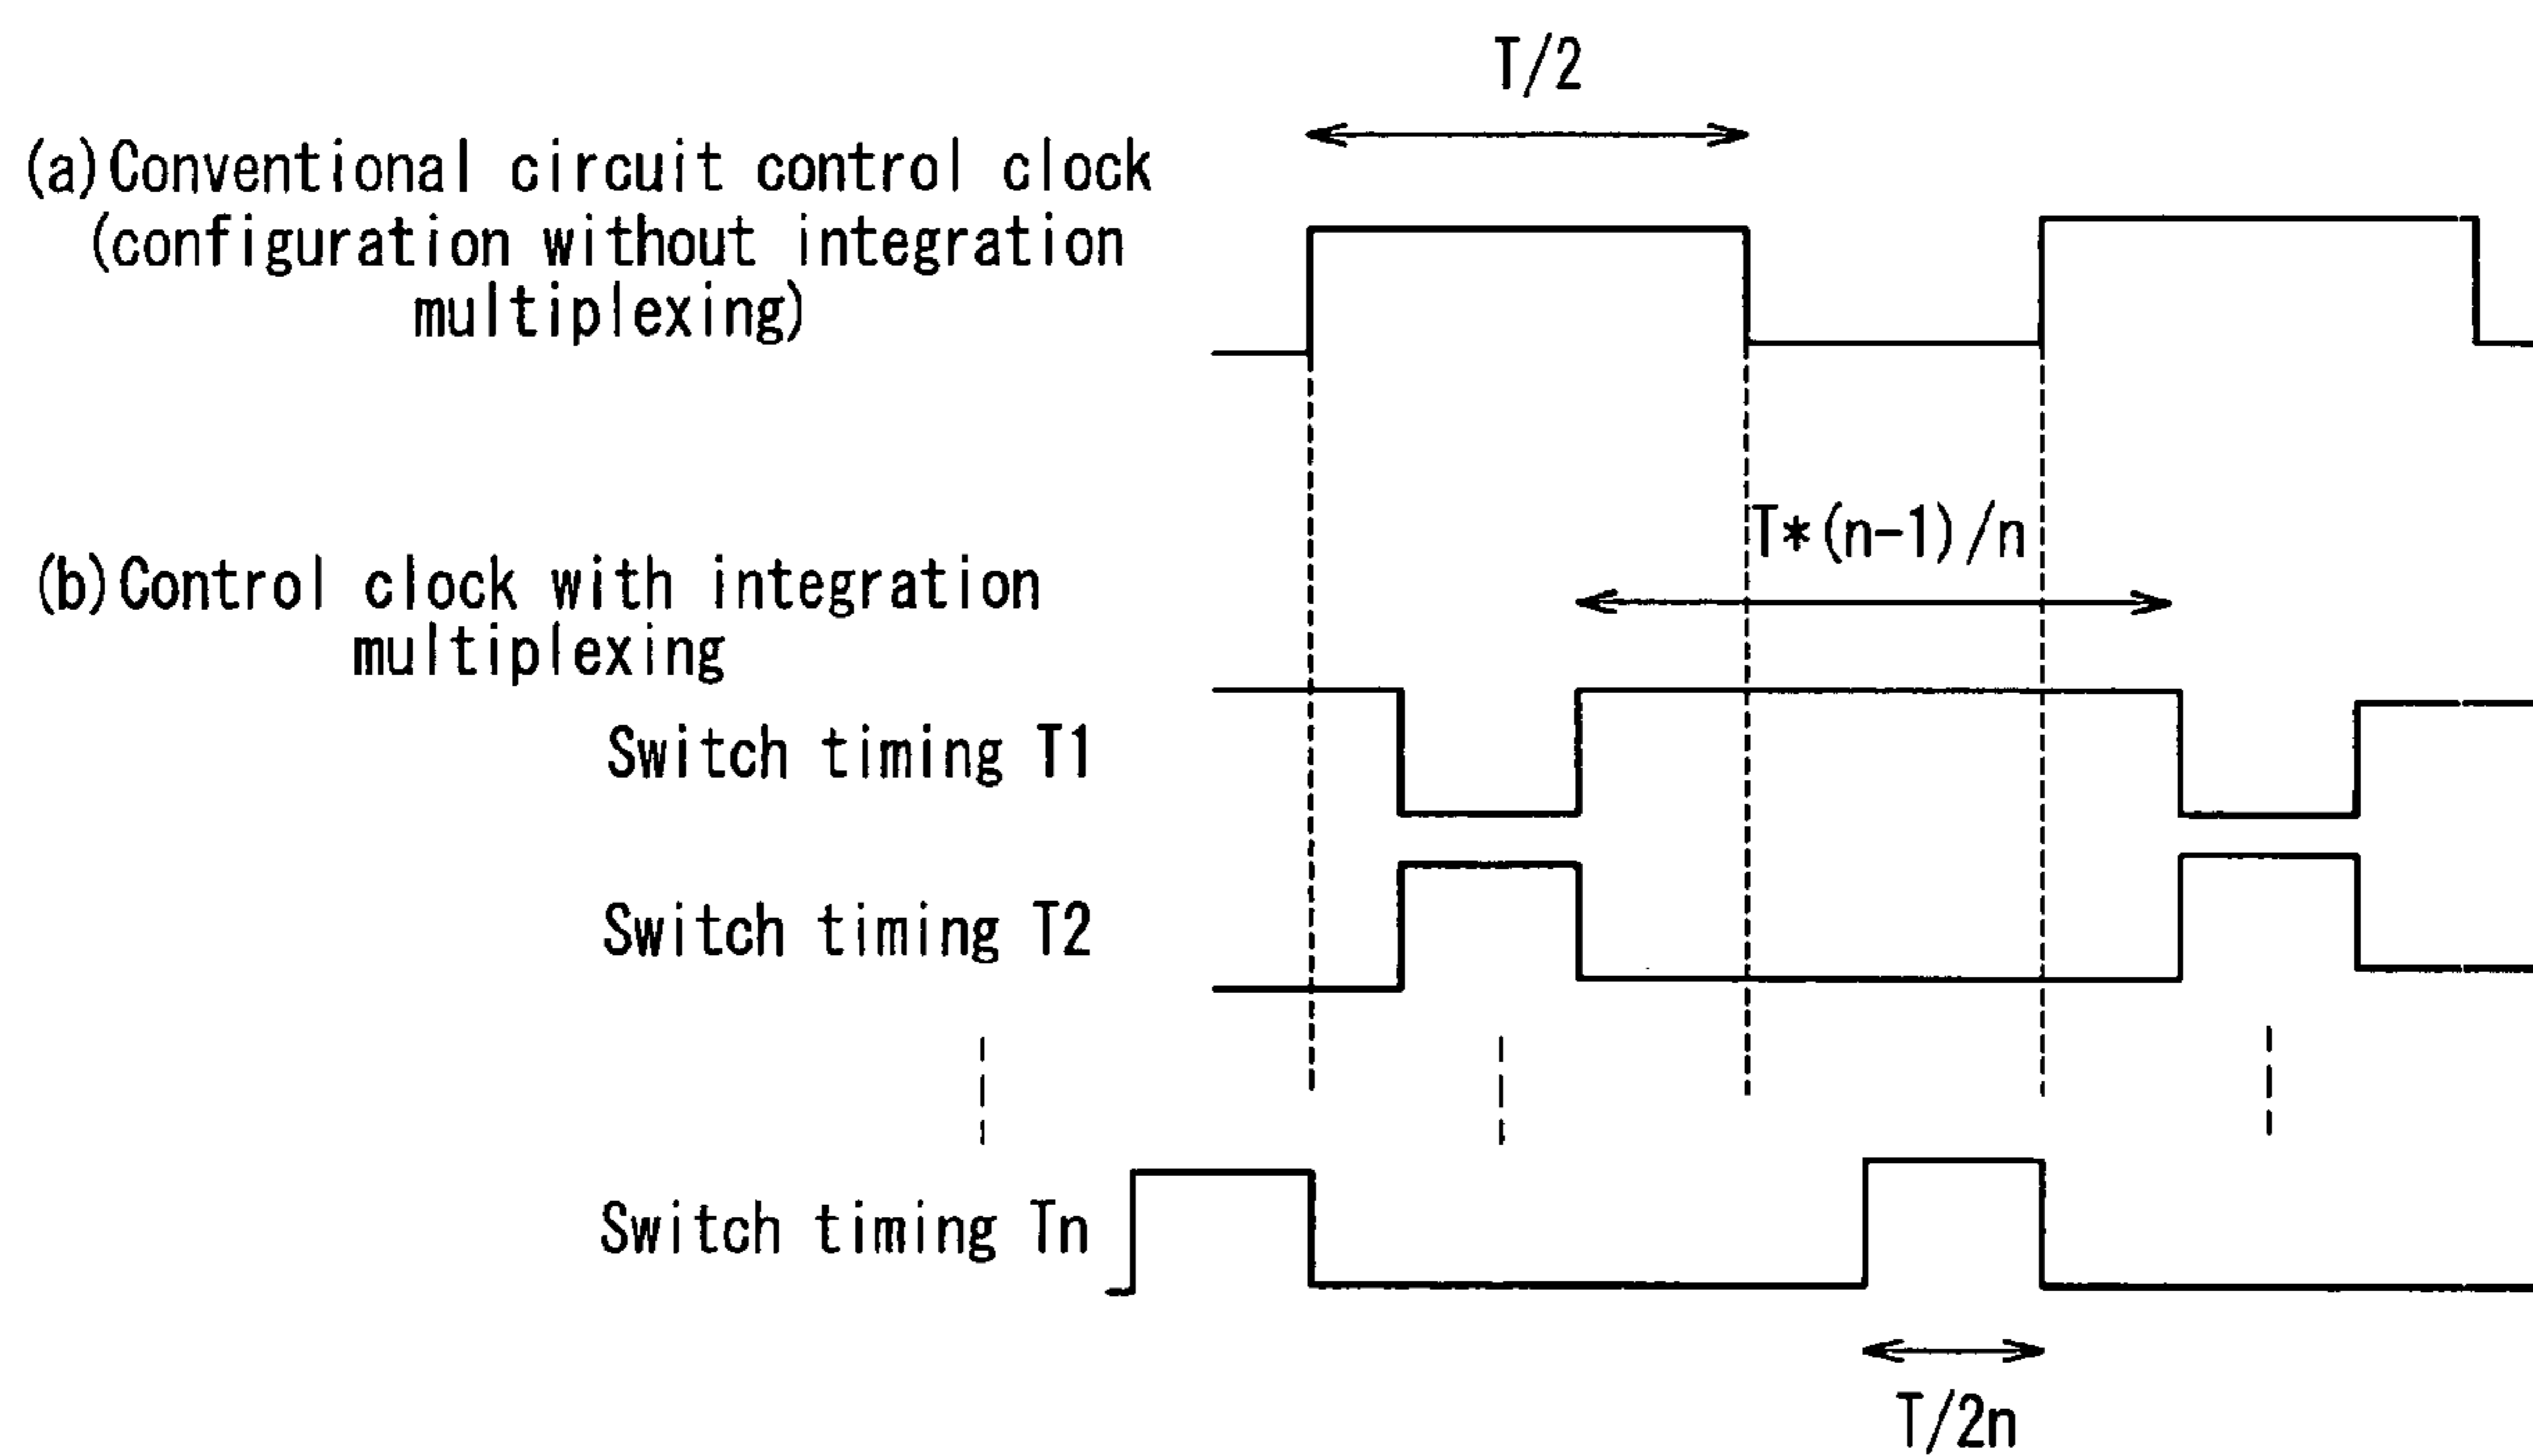 T/2
(a)Conventional circuit control clock
(configuration without integration
multiplexing)
T*(n-1)/n
(b)Control clock with integration
multiplexing
Switch timing T1
Switch timing T2
Switch timing Tn
T/2n